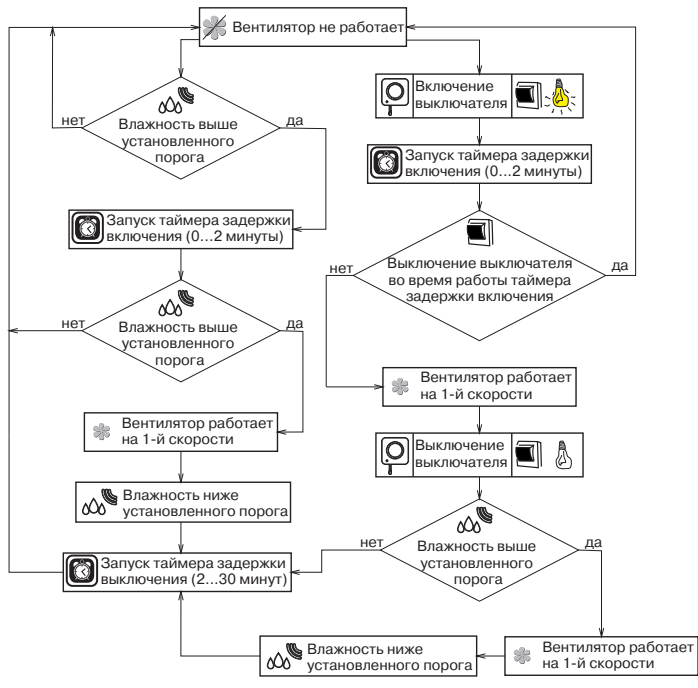 Вентилятор не работает
Влажность выше
установленного
порога
нет
да
Запуск таймера задержки
включения (0...2 минуты)
Влажность выше
установленного
порога
нет
да
Вентилятор работает
на 1-й скорости
Влажность ниже
установленного порога
Запуск таймера задержки
выключения (2...30 минут)
Включение
выключателя
Запуск таймера задержки
включения (0...2 минуты)
Выключение выключателя
во время работы таймера
задержки включения
нет
да
Вентилятор работает
на 1-й скорости
Выключение
выключателя
Влажность выше
установленного
порога
нет
да
Вентилятор работает
на 1-й скорости
Влажность ниже
установленного порога